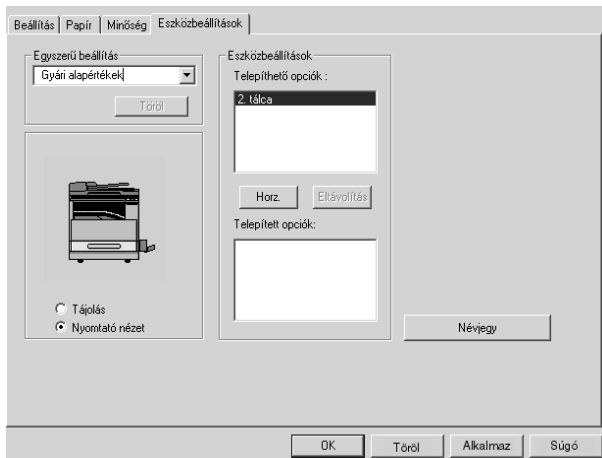 Beállítás Papír Minőség Eszközbeállítások
Egyszerű beállítás
Gyári alapértékek
Töröl
Tájolás
Nyomtató nézet
Eszközbeállítások
Telepíthető opciók :
2. tálca
Horz. Eltávolítás
Telepített opciók:
Névjegy
OK Töröl Alkalmaz Súgó